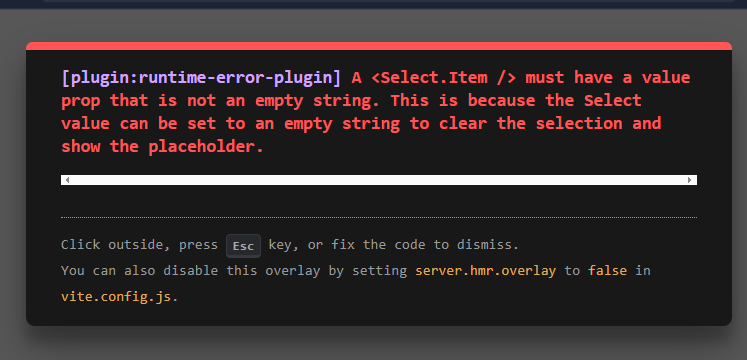 [plugin:runtime-error-plugin] A <Select.Item /> must have a value
prop that is not an empty string. This is because the Select
value can be set to an empty string to clear the selection and
show the placeholder.
Click outside, press Esc key, or fix the code to dismiss.
You can also disable this overlay by setting server.hmr.overlay to false in
vite.config.js.